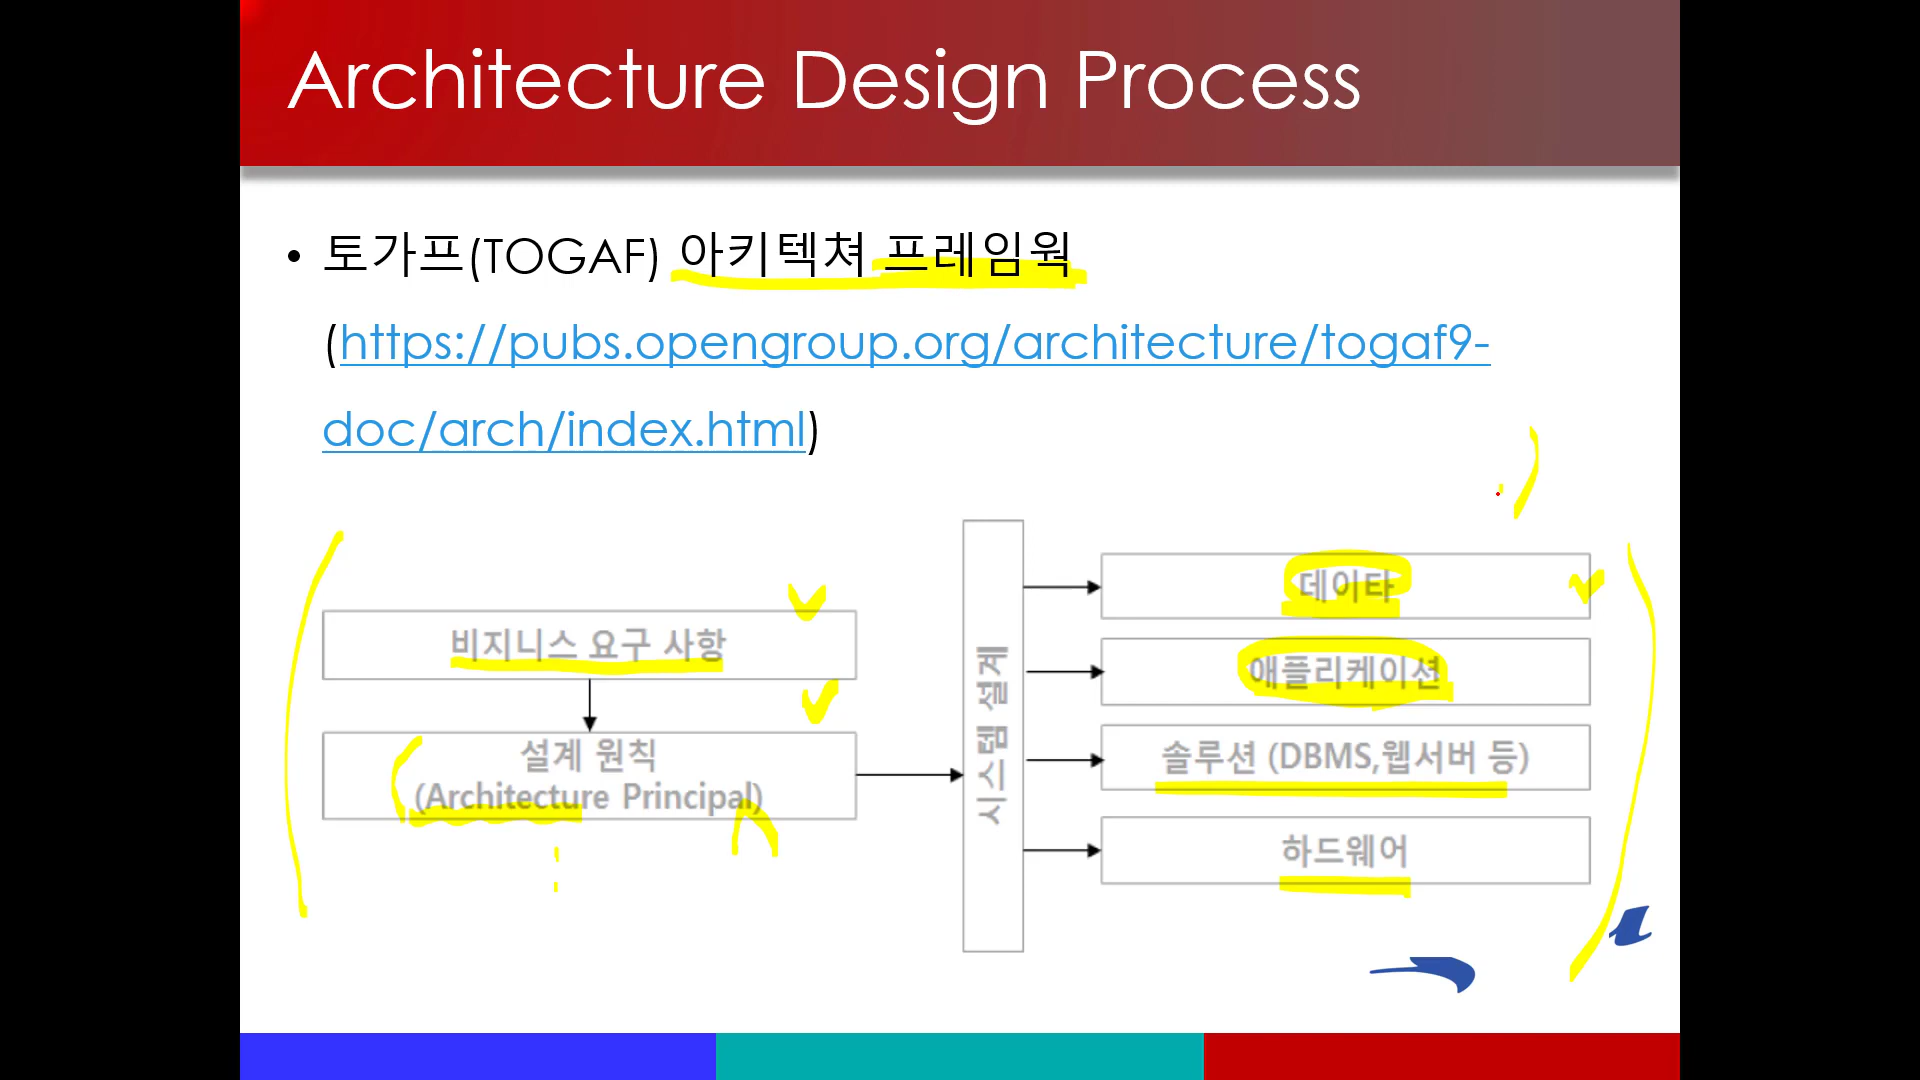 Architecture Design Process
• 토가프(TOGAF) 아키텍쳐 프레임웍
(https://pubs.opengroup.org/architecture/togaf9-
doc/arch/index.html)
비지니스 요구 사항
설계 원칙
(Architecture Principal)
시스템 설계
데이타
애플리케이션
솔루션 (DBMS,웹서버 등)
하드웨어